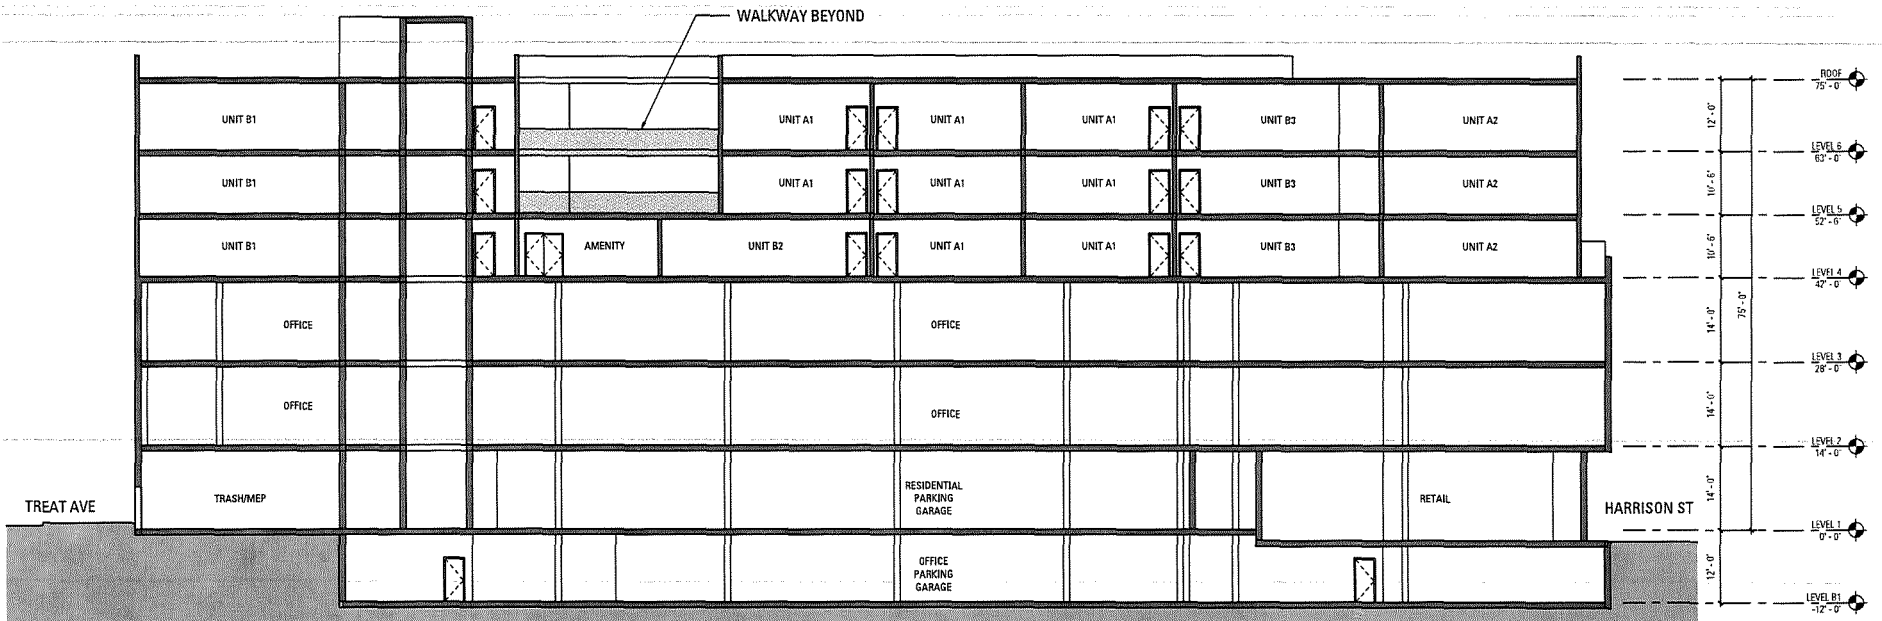 WALKWAY BEYOND
ROOF
75' - 0"
12' - 0"
UNIT B1
UNIT A1
UNIT A1
UNIT A1
UNIT B3
UNIT A2
LEVEL 6
63' - 0"
10' - 6"
UNIT B1
UNIT A1
UNIT A1
UNIT A1
UNIT B3
UNIT A2
LEVEL 5
52' - 6"
10' - 6"
UNIT B1
AMENITY
UNIT B2
UNIT A1
UNIT A1
UNIT B3
UNIT A2
LEVEL 4
42' - 0"
14' - 0"
75' - 0"
OFFICE
OFFICE
LEVEL 3
28' - 0"
14' - 0"
OFFICE
OFFICE
LEVEL 2
14' - 0"
14' - 0"
TREAT AVE
TRASH/MEP
RESIDENTIAL
PARKING
GARAGE
RETAIL
HARRISON ST
LEVEL 1
0' - 0"
12' - 0"
OFFICE
PARKING
GARAGE
LEVEL B1
-12' - 0"